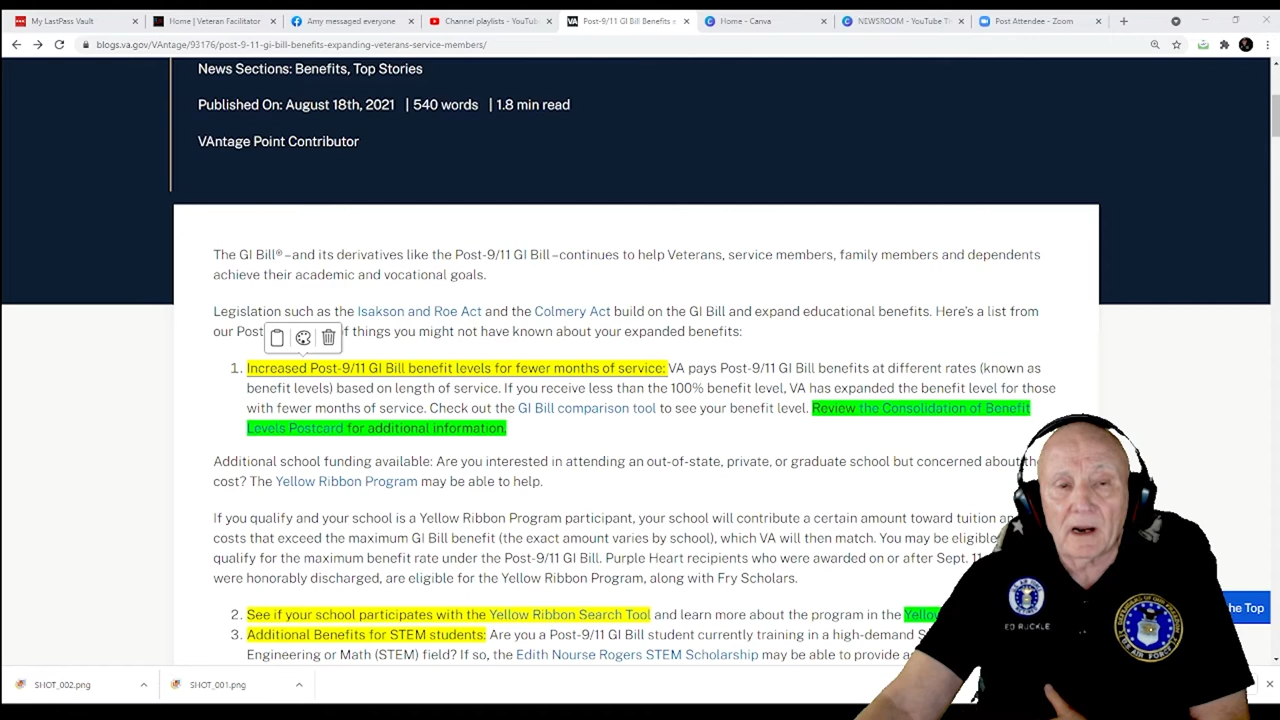 My LastPass Vault
Home | Veteran Facilitator
Amy messaged everyone
Channel playlists - YouTub
Post-9/11 GI Bill Benefits e
Home - Canva
NEWSROOM - YouTube Th
Post Attendee - Zoom
blogs.va.gov/VAntage/93176/post-9-11-gi-bill-benefits-expanding-veterans-service-members/
News Sections: Benefits, Top Stories
Published On: August 18th, 2021 | 540 words | 1.8 min read
VAntage Point Contributor
The GI Bill® – and its derivatives like the Post-9/11 GI Bill – continues to help Veterans, service members, family members and dependents
achieve their academic and vocational goals.
Legislation such as the Isakson and Roe Act and the Colmery Act build on the GI Bill and expand educational benefits. Here's a list from
our Post of things you might not have known about your expanded benefits:
1. Increased Post-9/11 GI Bill benefit levels for fewer months of service: VA pays Post-9/11 GI Bill benefits at different rates (known as
benefit levels) based on length of service. If you receive less than the 100% benefit level, VA has expanded the benefit level for those
with fewer months of service. Check out the GI Bill comparison tool to see your benefit level. Review the Consolidation of Benefit
Levels Postcard for additional information.
Additional school funding available: Are you interested in attending an out-of-state, private, or graduate school but concerned about the
cost? The Yellow Ribbon Program may be able to help.
If you qualify and your school is a Yellow Ribbon Program participant, your school will contribute a certain amount toward tuition an
costs that exceed the maximum GI Bill benefit (the exact amount varies by school), which VA will then match. You may be eligible
qualify for the maximum benefit rate under the Post-9/11 GI Bill. Purple Heart recipients who were awarded on or after Sept. 11
were honorably discharged, are eligible for the Yellow Ribbon Program, along with Fry Scholars.
2. See if your school participates with the Yellow Ribbon Search Tool and learn more about the program in the Yellow
3. Additional Benefits for STEM students: Are you a Post-9/11 GI Bill student currently training in a high-demand S
Engineering or Math (STEM) field? If so, the Edith Nourse Rogers STEM Scholarship may be able to provide a
he Top
ED RUCKLE
SHOT_002.png
SHOT_001.png